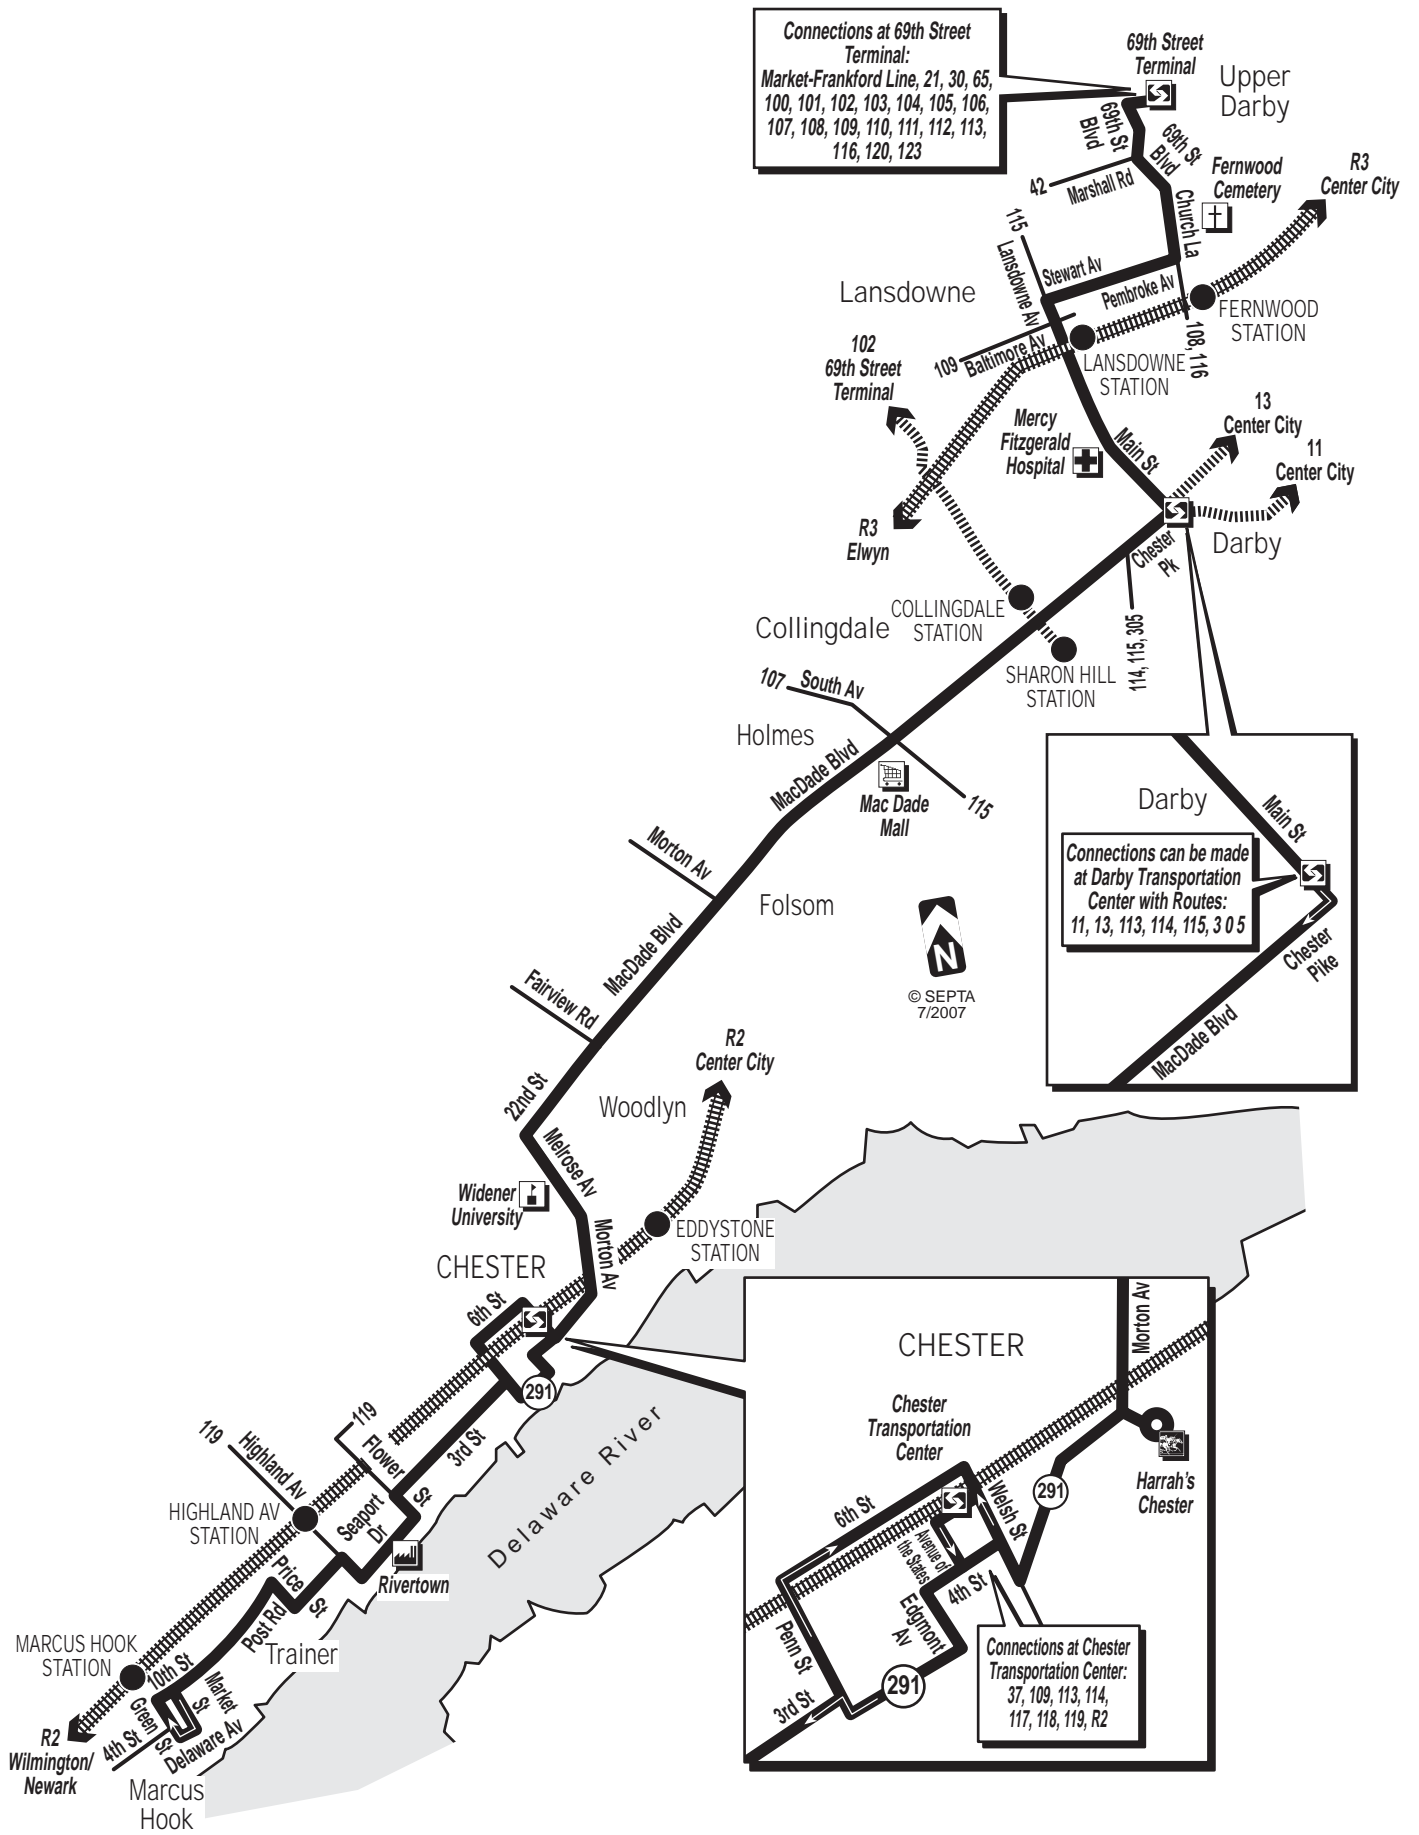 Connections at 69th Street
Terminal:
Market-Frankford Line, 21, 30, 65,
100, 101, 102, 103, 104, 105, 106,
107, 108, 109, 110, 111, 112, 113,
116, 120, 123
69th Street
Terminal
Upper
Darby
69th St
Blvd
69th St
Blvd
42
Marshall Rd
Fernwood
Cemetery
R3
Center City
Church La
115
Lansdowne Av
Stewart Av
Pembroke Av
Lansdowne
FERNWOOD
STATION
108, 116
109
Baltimore Av
LANSDOWNE
STATION
102
69th Street
Terminal
Mercy
Fitzgerald
Hospital
Main St
13
Center City
11
Center City
R3
Elwyn
Chester
Pk
Darby
COLLINGDALE
STATION
Collingdale
114, 115, 305
SHARON HILL
STATION
107
South Av
Holmes
MacDade Blvd
Mac Dade
Mall
115
Darby
Main St
Connections can be made
at Darby Transportation
Center with Routes:
11, 13, 113, 114, 115, 3 0 5
Chester
Pike
MacDade Blvd
Morton Av
Folsom
MacDade Blvd
N
© SEPTA
7/2007
Fairview Rd
R2
Center City
22nd St
Woodlyn
Melrose Av
Widener
University
Morton Av
EDDYSTONE
STATION
CHESTER
6th St
291
119
119
Highland Av
Flower
St
3rd St
Delaware River
HIGHLAND AV
STATION
Seaport
Dr
Rivertown
Price
St
Post Rd
Trainer
MARCUS HOOK
STATION
10th St
Market
St
Green
St
4th St
Delaware Av
R2
Wilmington/
Newark
Marcus
Hook
CHESTER
Morton Av
Chester
Transportation
Center
Harrah's
Chester
291
6th St
Welsh St
Avenue of
the States
4th St
Edgmont
Av
Penn St
3rd St
291
Connections at Chester
Transportation Center:
37, 109, 113, 114,
117, 118, 119, R2